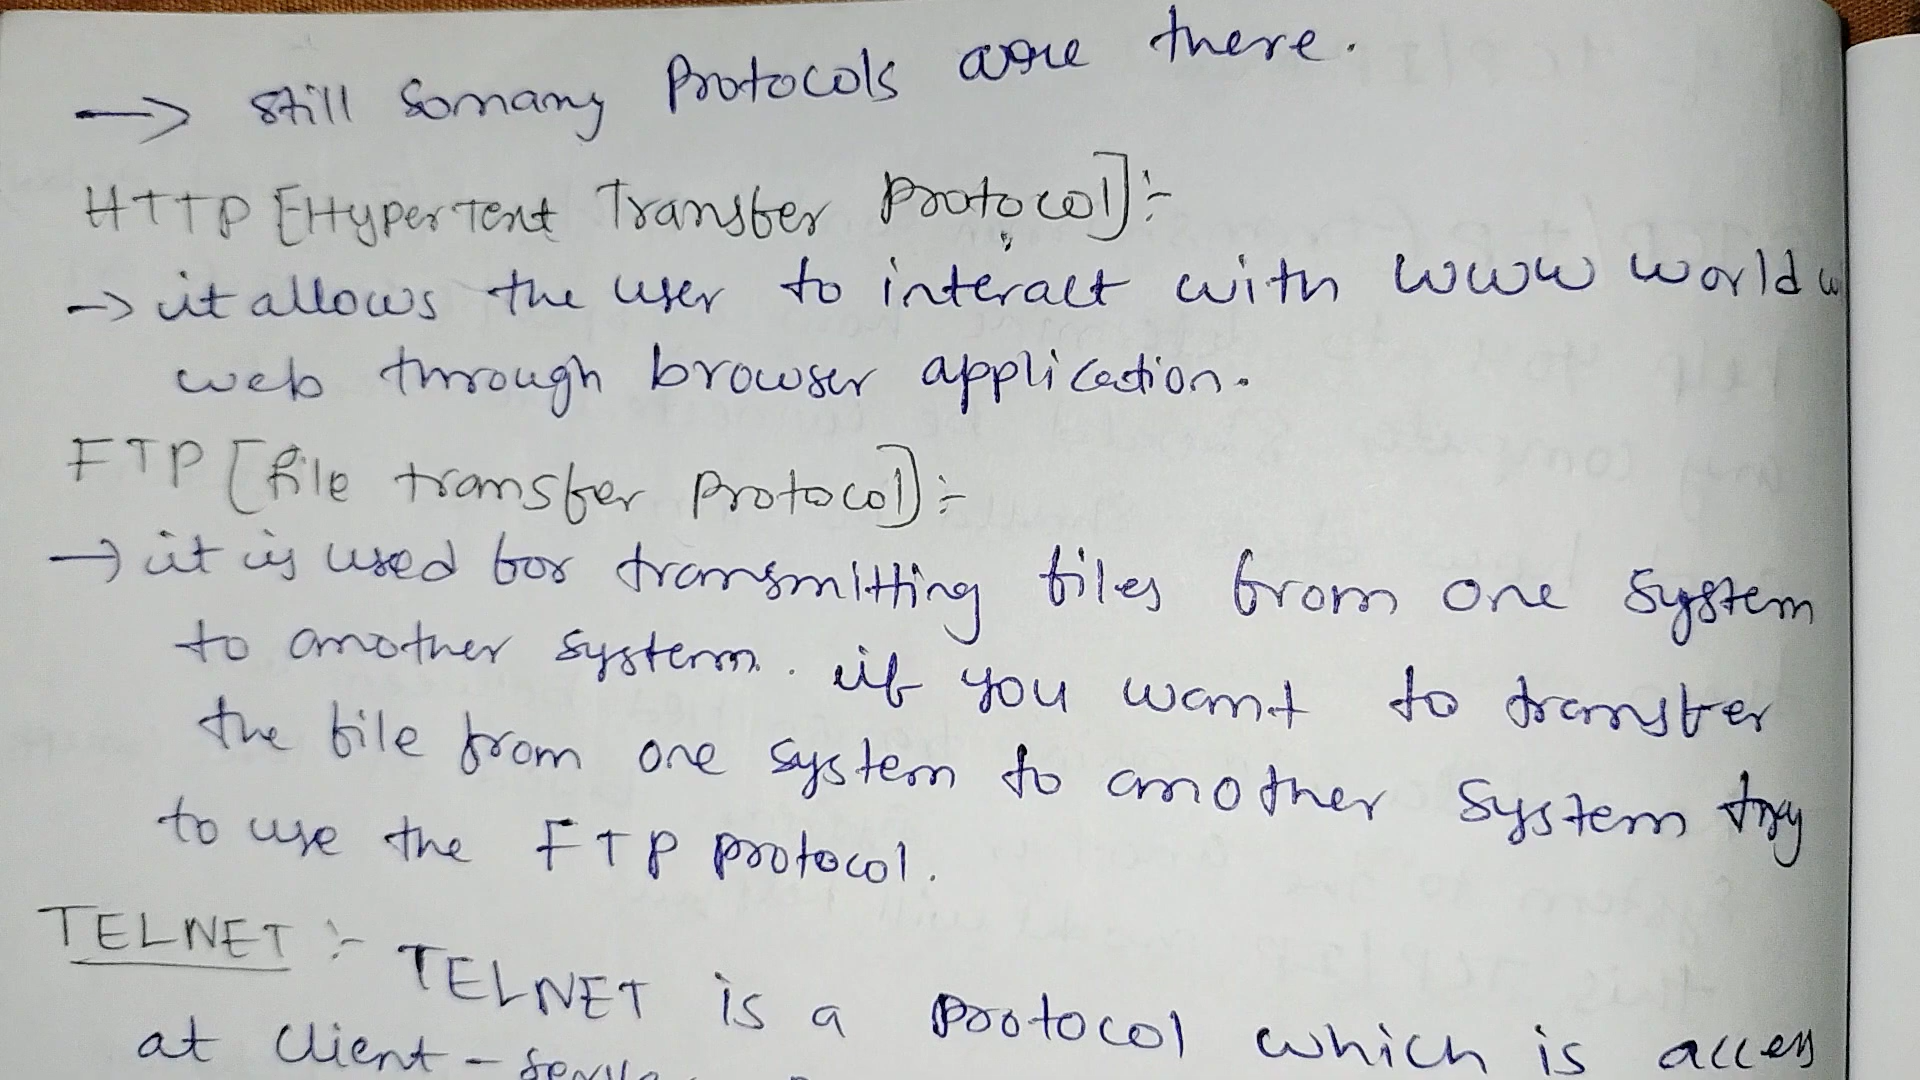 → still somany Protocols are there.
HTTP [Hyper Text Transfer Protocol]:-
→ it allows the user to interact with WWW World
web through browser application.
FTP [file transfer Protocol]:-
→ it is used for transmitting files from one system
to another system. if you want to transfer
the file from one system to another system try
to use the FTP protocol.
TELNET :- TELNET is a protocol which is access
at client -